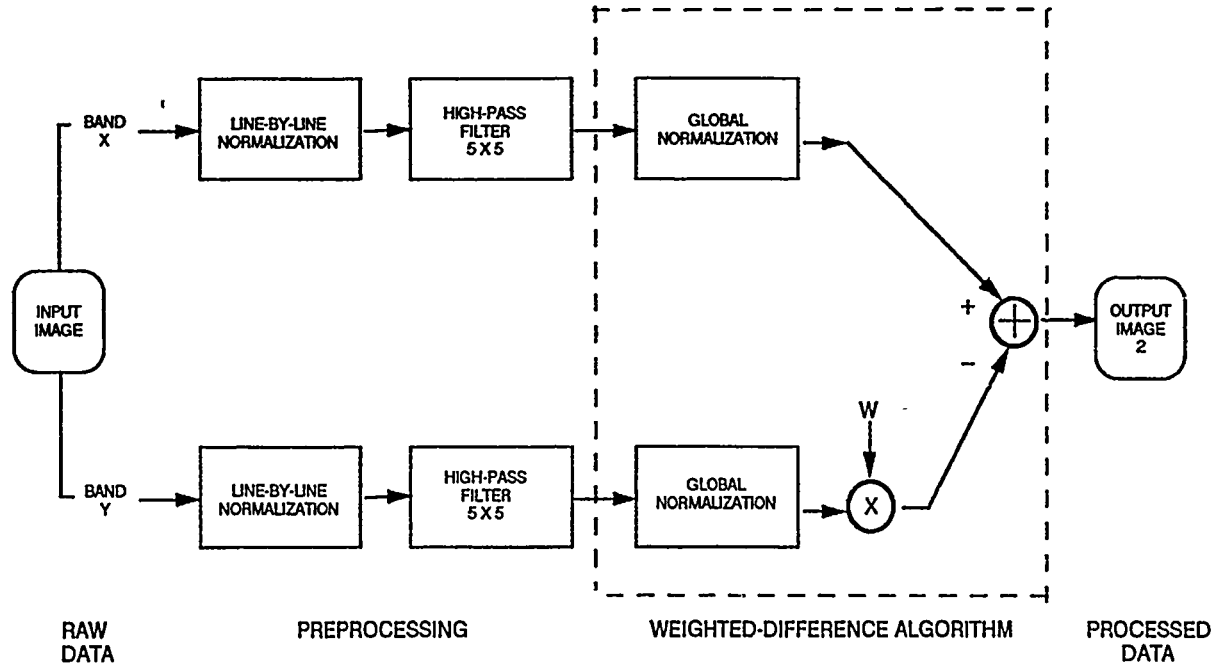 BAND
X
LINE-BY-LINE
NORMALIZATION
HIGH-PASS
FILTER
5 X 5
GLOBAL
NORMALIZATION
INPUT
IMAGE
+
-
OUTPUT
IMAGE
2
W
BAND
Y
LINE-BY-LINE
NORMALIZATION
HIGH-PASS
FILTER
5 X 5
GLOBAL
NORMALIZATION
X
RAW
DATA
PREPROCESSING
WEIGHTED-DIFFERENCE ALGORITHM
PROCESSED
DATA